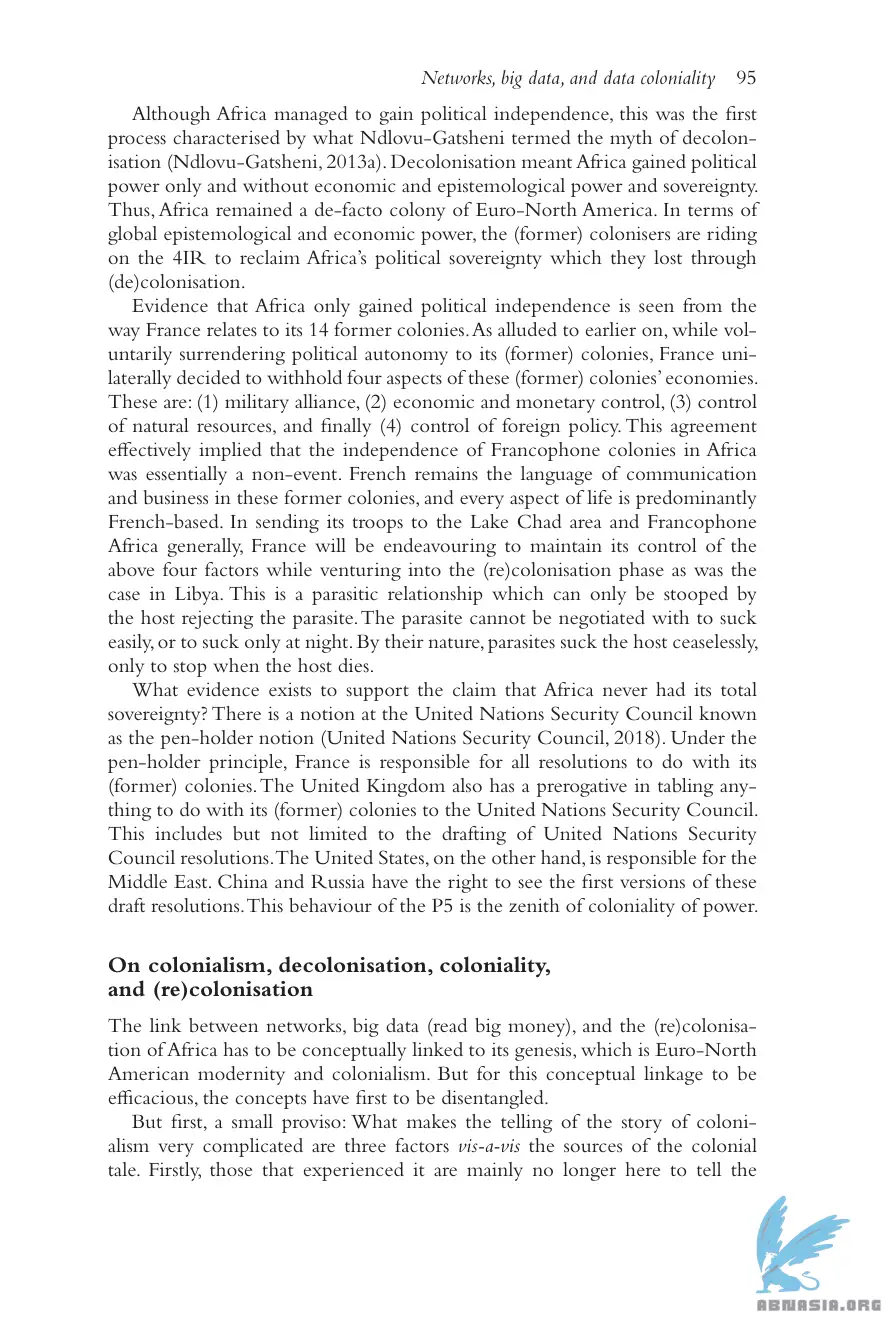 Networks, big data, and data coloniality 95
Although Africa managed to gain political independence, this was the first
process characterised by what Ndlovu-Gatsheni termed the myth of decolon-
isation (Ndlovu-Gatsheni, 2013a). Decolonisation meant Africa gained political
power only and without economic and epistemological power and sovereignty.
Thus, Africa remained a de-facto colony of Euro-North America. In terms of
global epistemological and economic power, the (former) colonisers are riding
on the 4IR to reclaim Africa's political sovereignty which they lost through
(de)colonisation.
Evidence that Africa only gained political independence is seen from the
way France relates to its 14 former colonies. As alluded to earlier on, while vol-
untarily surrendering political autonomy to its (former) colonies, France uni-
laterally decided to withhold four aspects of these (former) colonies' economies.
These are: (1) military alliance, (2) economic and monetary control, (3) control
of natural resources, and finally (4) control of foreign policy. This agreement
effectively implied that the independence of Francophone colonies in Africa
was essentially a non-event. French remains the language of communication
and business in these former colonies, and every aspect of life is predominantly
French-based. In sending its troops to the Lake Chad area and Francophone
Africa generally, France will be endeavouring to maintain its control of the
above four factors while venturing into the (re)colonisation phase as was the
case in Libya. This is a parasitic relationship which can only be stooped by
the host rejecting the parasite. The parasite cannot be negotiated with to suck
easily, or to suck only at night. By their nature, parasites suck the host ceaselessly,
only to stop when the host dies.
What evidence exists to support the claim that Africa never had its total
sovereignty? There is a notion at the United Nations Security Council known
as the pen-holder notion (United Nations Security Council, 2018). Under the
pen-holder principle, France is responsible for all resolutions to do with its
(former) colonies. The United Kingdom also has a prerogative in tabling any-
thing to do with its (former) colonies to the United Nations Security Council.
This includes but not limited to the drafting of United Nations Security
Council resolutions. The United States, on the other hand, is responsible for the
Middle East. China and Russia have the right to see the first versions of these
draft resolutions. This behaviour of the P5 is the zenith of coloniality of power.
On colonialism, decolonisation, coloniality,
and (re)colonisation
The link between networks, big data (read big money), and the (re)colonisa-
tion of Africa has to be conceptually linked to its genesis, which is Euro-North
American modernity and colonialism. But for this conceptual linkage to be
efficacious, the concepts have first to be disentangled.
But first, a small proviso: What makes the telling of the story of coloni-
alism very complicated are three factors vis-a-vis the sources of the colonial
tale. Firstly, those that experienced it are mainly no longer here to tell the
ABNASIA.ORG